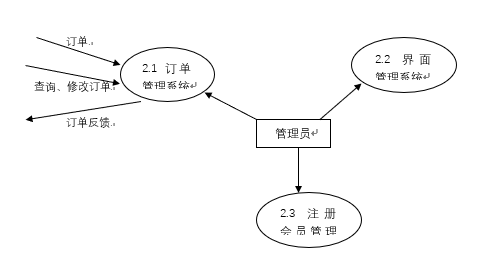 订单
2.1 订单
管理系统
查询、修改订单
订单反馈
2.2 界面
管理系统
管理员
2.3 注册
会员管理